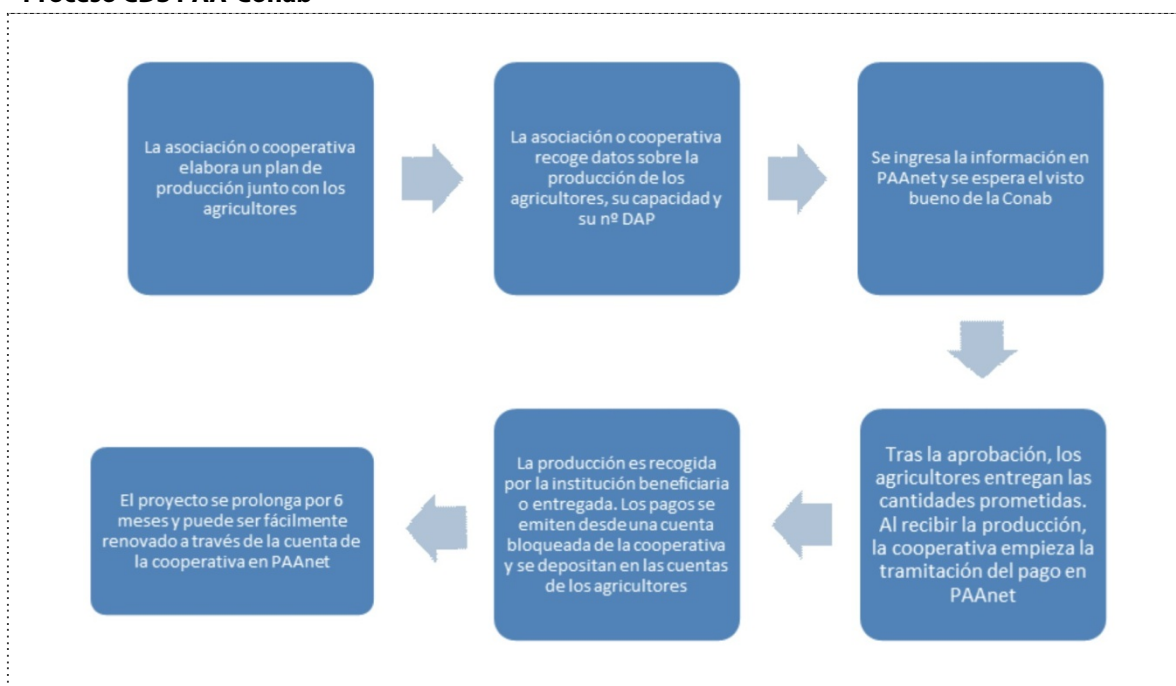 Proceso CDS PAA-Conab
La asociación o cooperativa
elabora un plan de
producción junto con los
agricultores
La asociación o cooperativa
recoge datos sobre la
producción de los
agricultores, su capacidad y
su nº DAP
Se ingresa la información en
PAAnet y se espera el visto
bueno de la Conab
Tras la aprobación, los
agricultores entregan las
cantidades prometidas.
Al recibir la producción,
la cooperativa empieza la
tramitación del pago en
PAAnet
La producción es recogida
por la institución beneficiaria
o entregada. Los pagos se
emiten desde una cuenta
bloqueada de la cooperativa
y se depositan en las cuentas
de los agricultores
El proyecto se prolonga por 6
meses y puede ser fácilmente
renovado a través de la cuenta de
la cooperativa en PAAnet